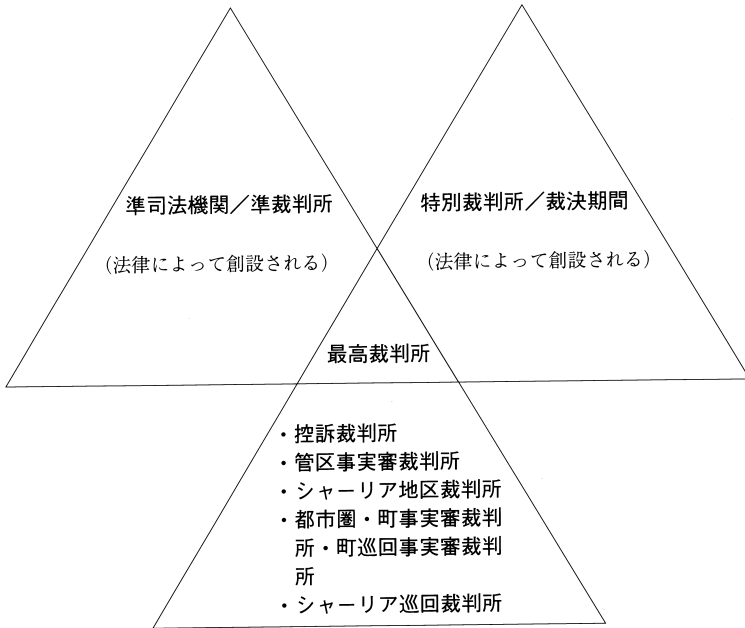 準司法機関／準裁判所
（法律によって創設される）
特別裁判所／裁決期間
（法律によって創設される）
最高裁判所
・控訴裁判所
・管区事実審裁判所
・シャーリア地区裁判所
・都市圏・町事実審裁判
所・町巡回事実審裁判
所
・シャーリア巡回裁判所